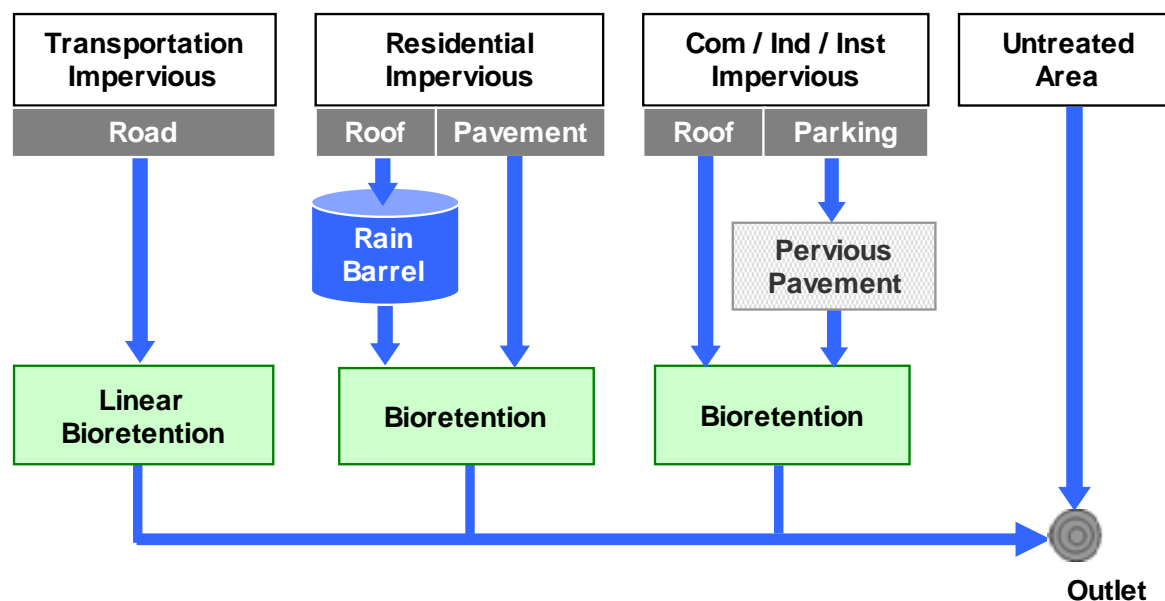 Transportation
Impervious
Residential
Impervious
Com / Ind / Inst
Impervious
Untreated
Area
Road
Roof
Pavement
Roof
Parking
Rain
Barrel
Pervious
Pavement
Linear
Bioretention
Bioretention
Bioretention
Outlet